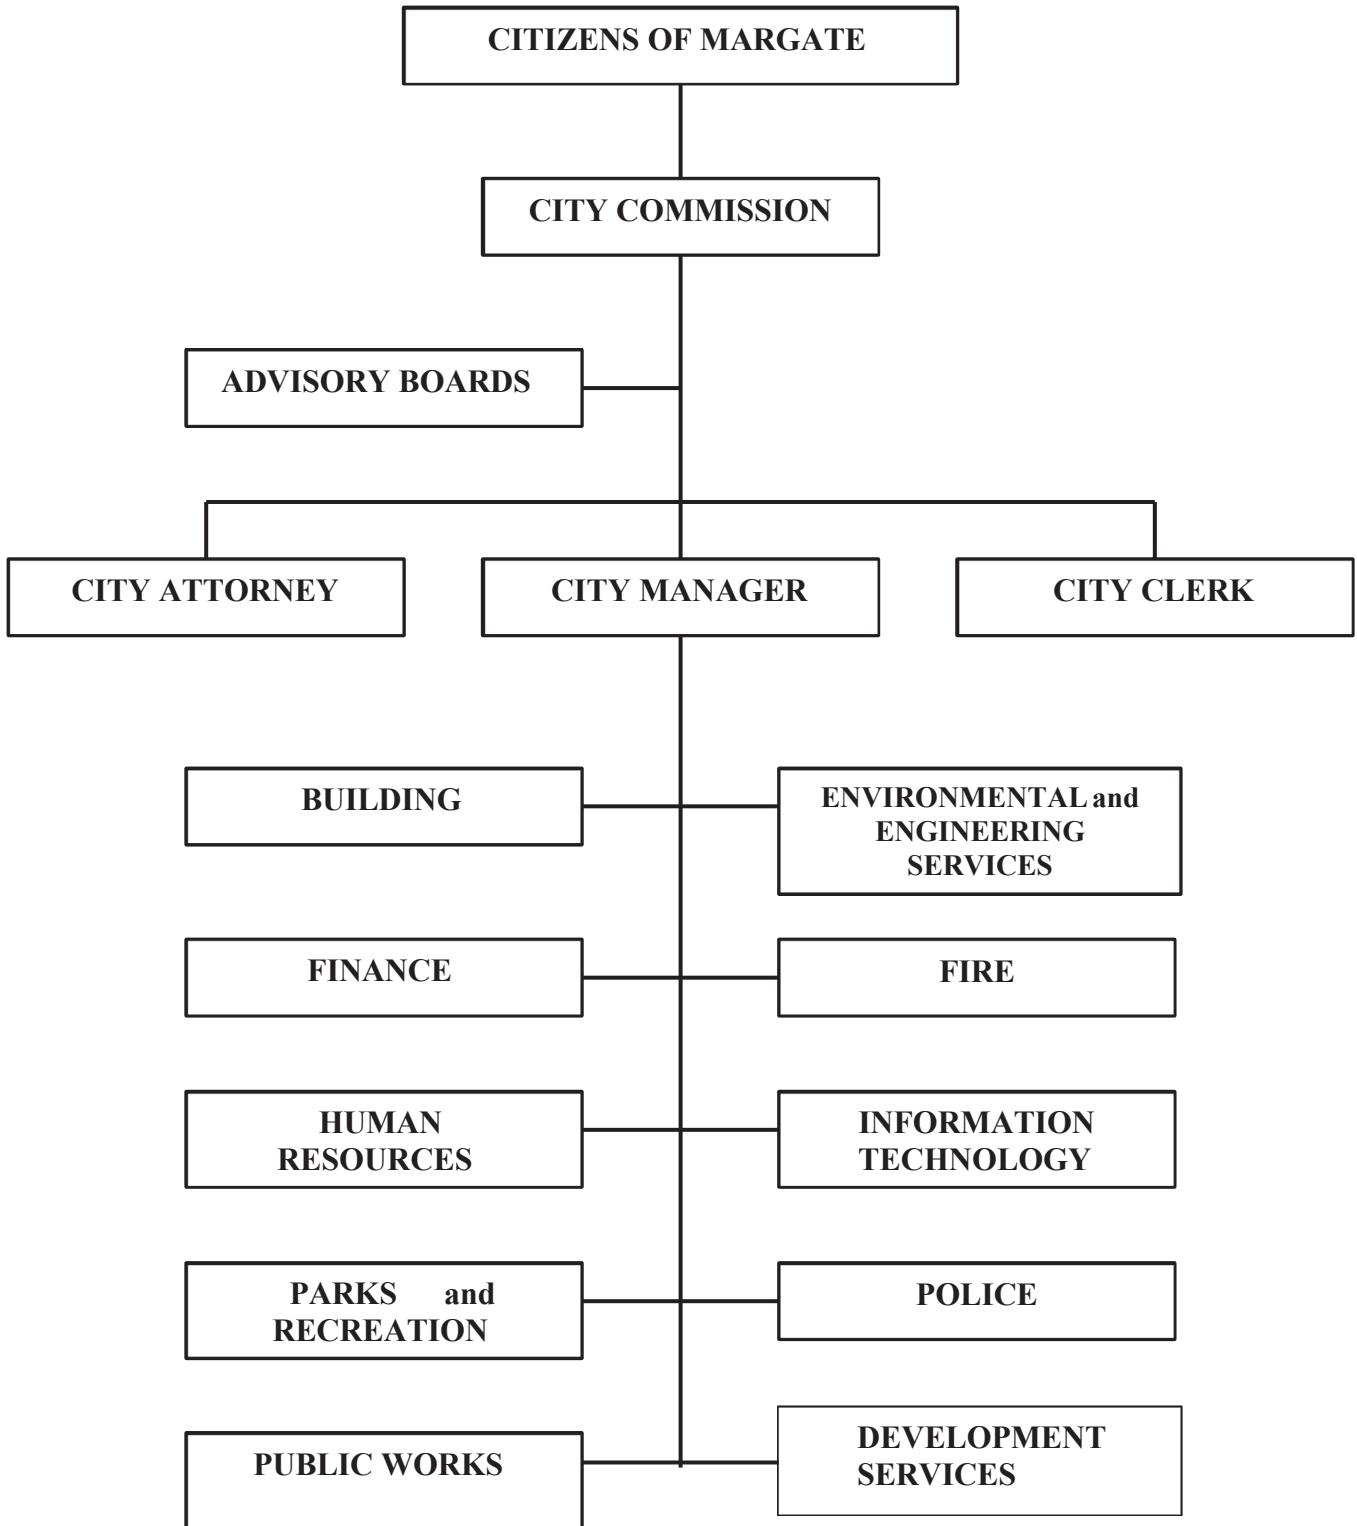 CITIZENS OF MARGATE
CITY COMMISSION
ADVISORY BOARDS
CITY ATTORNEY
CITY MANAGER
CITY CLERK
BUILDING
ENVIRONMENTAL and
ENGINEERING
SERVICES
FINANCE
FIRE
HUMAN
RESOURCES
INFORMATION
TECHNOLOGY
PARKS and
RECREATION
POLICE
PUBLIC WORKS
DEVELOPMENT
SERVICES